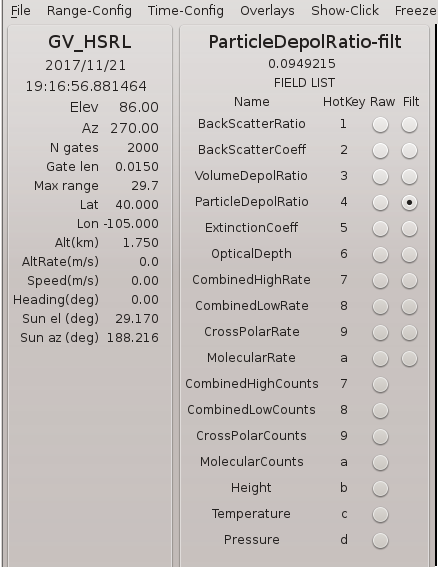 File Range-Config Time-Config Overlays Show-Click Freeze
GV_HSRL
2017/11/21
19:16:56.881464
Elev 86.00
Az 270.00
N gates 2000
Gate len 0.0150
Max range 29.7
Lat 40.000
Lon -105.000
Alt(km) 1.750
AltRate(m/s) 0.0
Speed(m/s) 0.00
Heading(deg) 0.00
Sun el (deg) 29.170
Sun az (deg) 188.216
ParticleDepolRatio-filt
0.0949215
FIELD LIST
Name HotKey Raw Filt
BackScatterRatio 1
BackScatterCoeff 2
VolumeDepolRatio 3
ParticleDepolRatio 4
ExtinctionCoeff 5
OpticalDepth 6
CombinedHighRate 7
CombinedLowRate 8
CrossPolarRate 9
MolecularRate a
CombinedHighCounts 7
CombinedLowCounts 8
CrossPolarCounts 9
MolecularCounts a
Height b
Temperature c
Pressure d